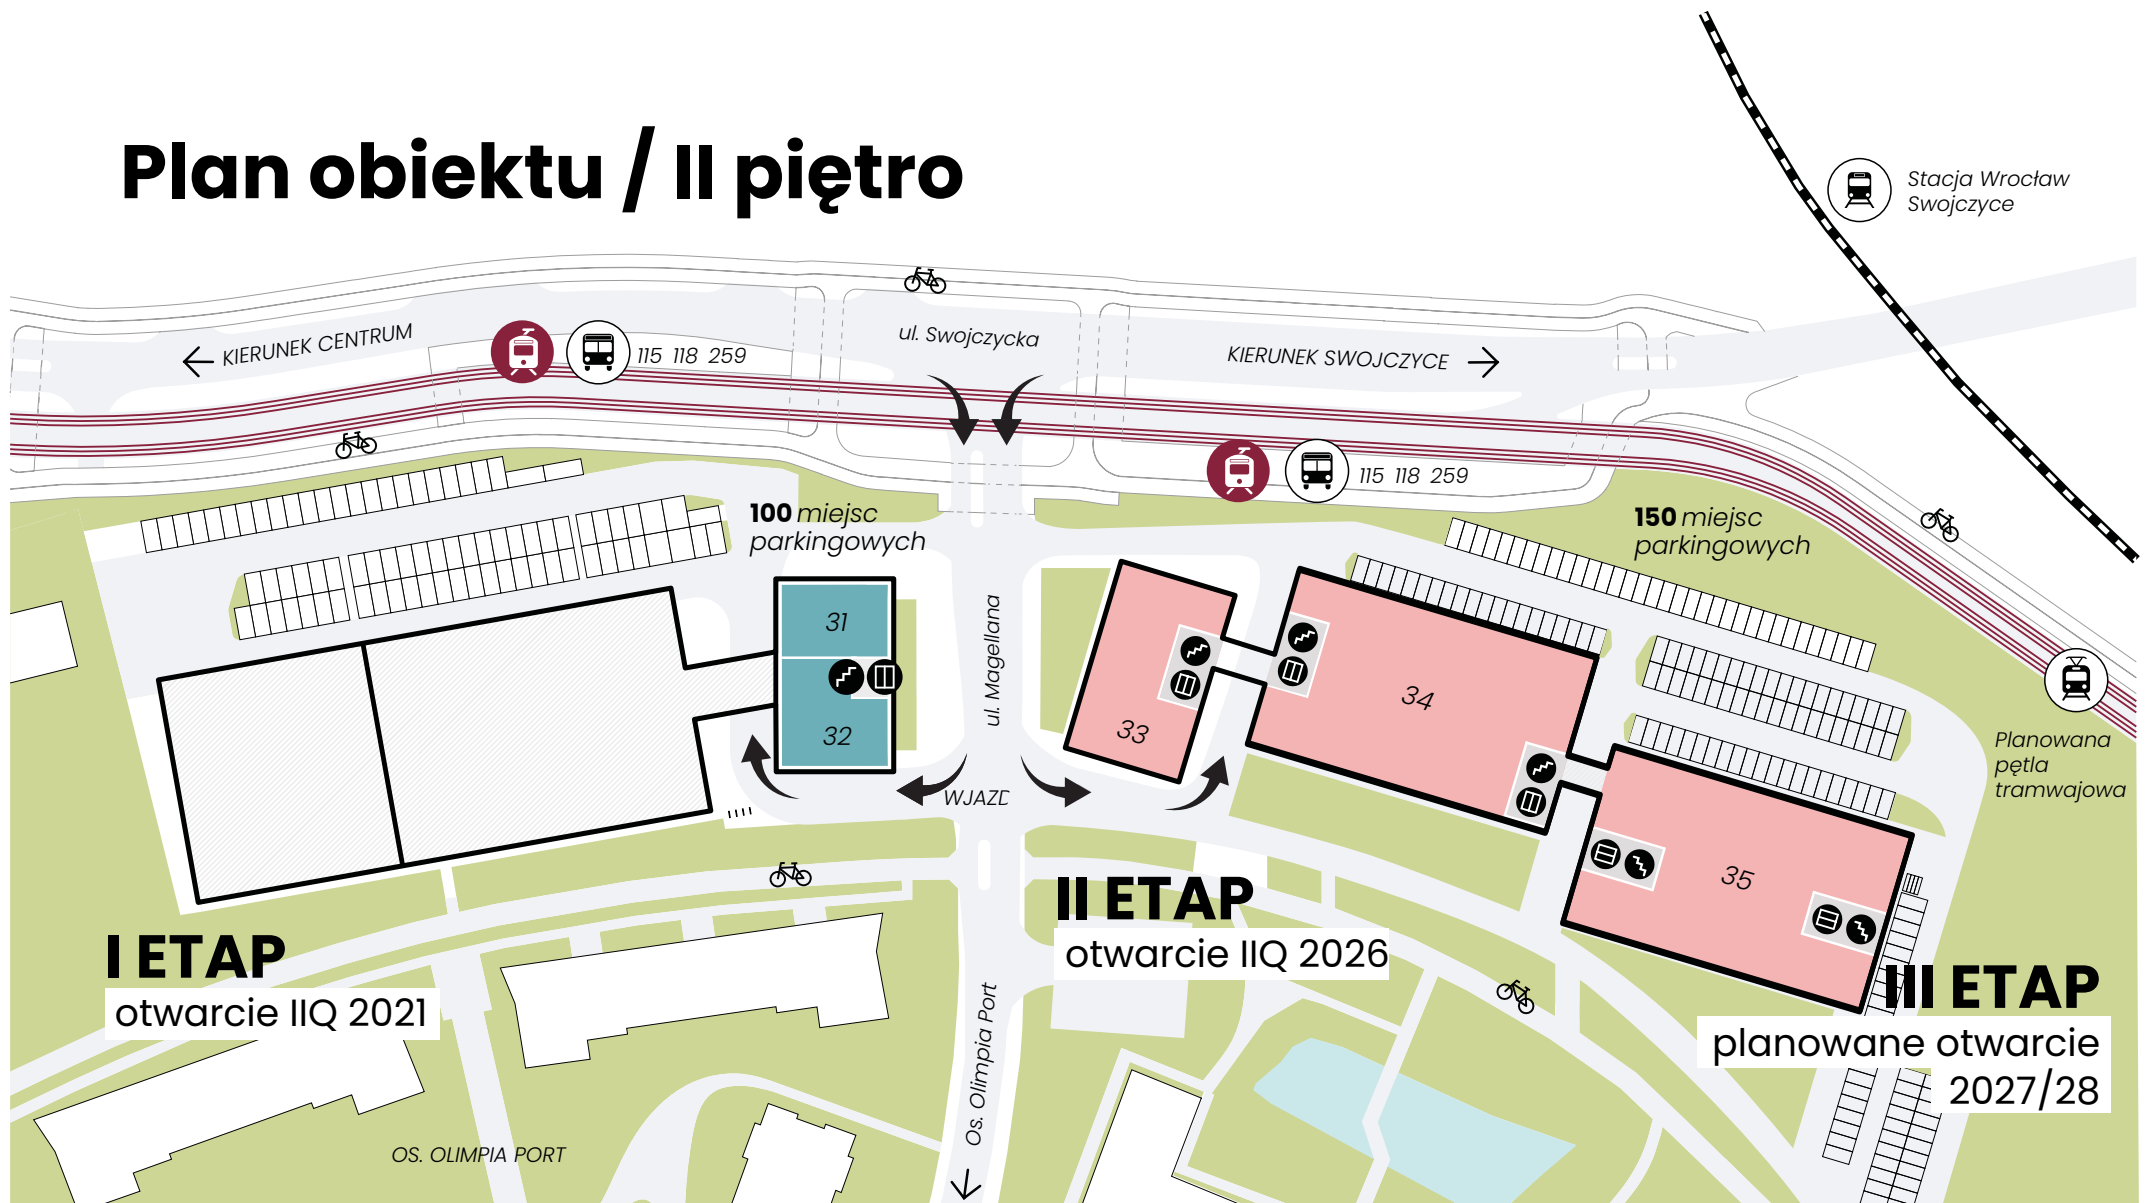 Plan obiektu / II piętro
Stacja Wrocław
Swojczyce
KIERUNEK CENTRUM
115 118 259
ul. Swojczycka
KIERUNEK SWOJCZYCE
115 118 259
100 miejsc
parkingowych
150 miejsc
parkingowych
31
32
ul. Magellana
33
34
35
WJAZD
Planowana
pętla
tramwajowa
I ETAP
otwarcie IIQ 2021
II ETAP
otwarcie IIQ 2026
III ETAP
planowane otwarcie
2027/28
Os. Olimpia Port
OS. OLIMPIA PORT